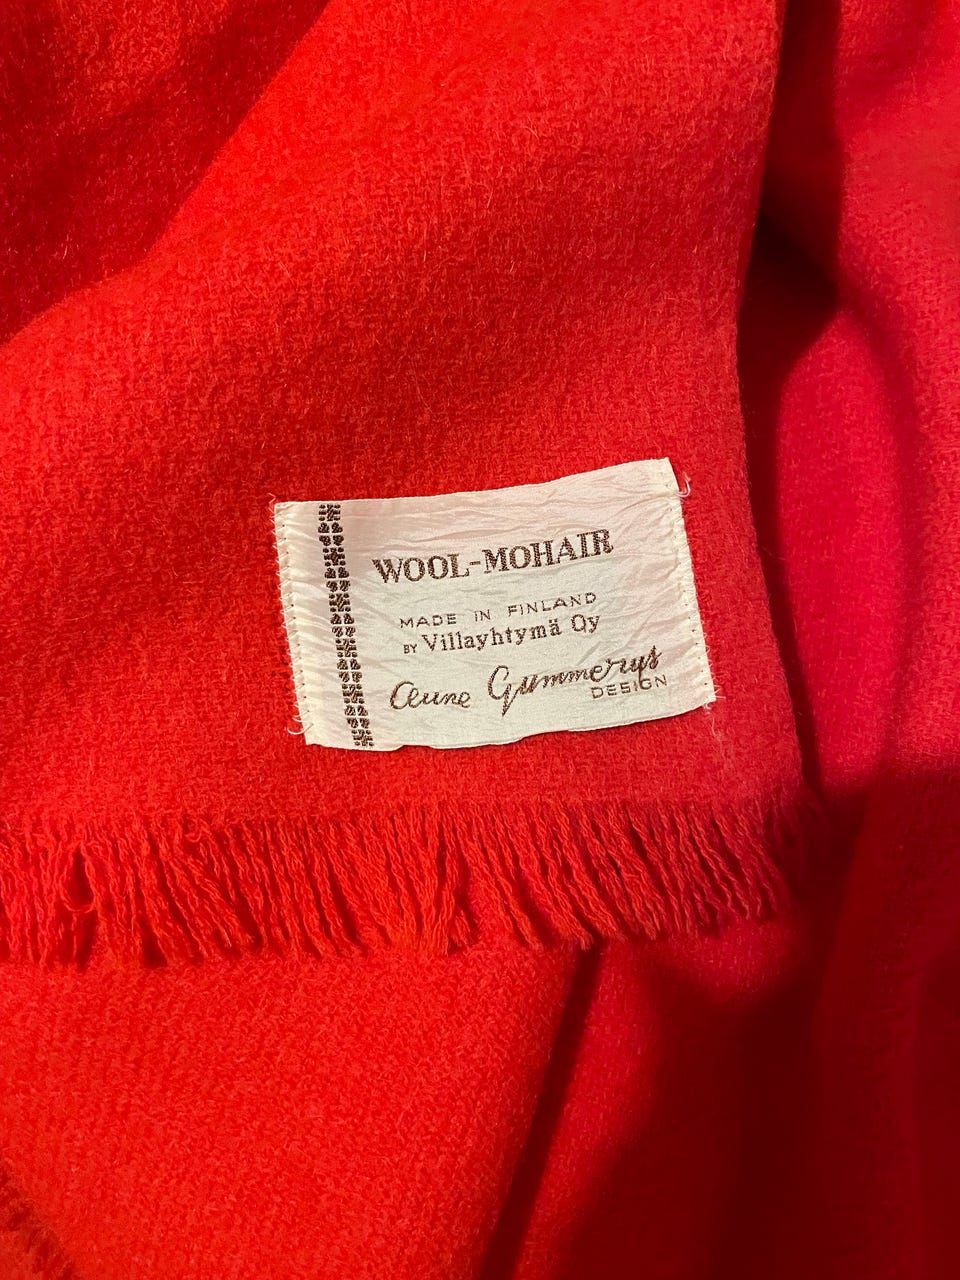 WOOL-MOHAIR
MADE IN FINLAND
BY Villayhtymä Oy
Aune Gummerus
DESIGN